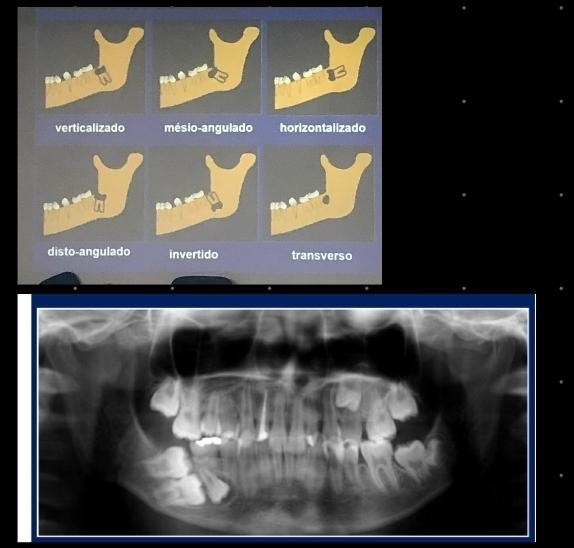 verticalizado
mésio-angulado
horizontalizado
disto-angulado
invertido
transverso